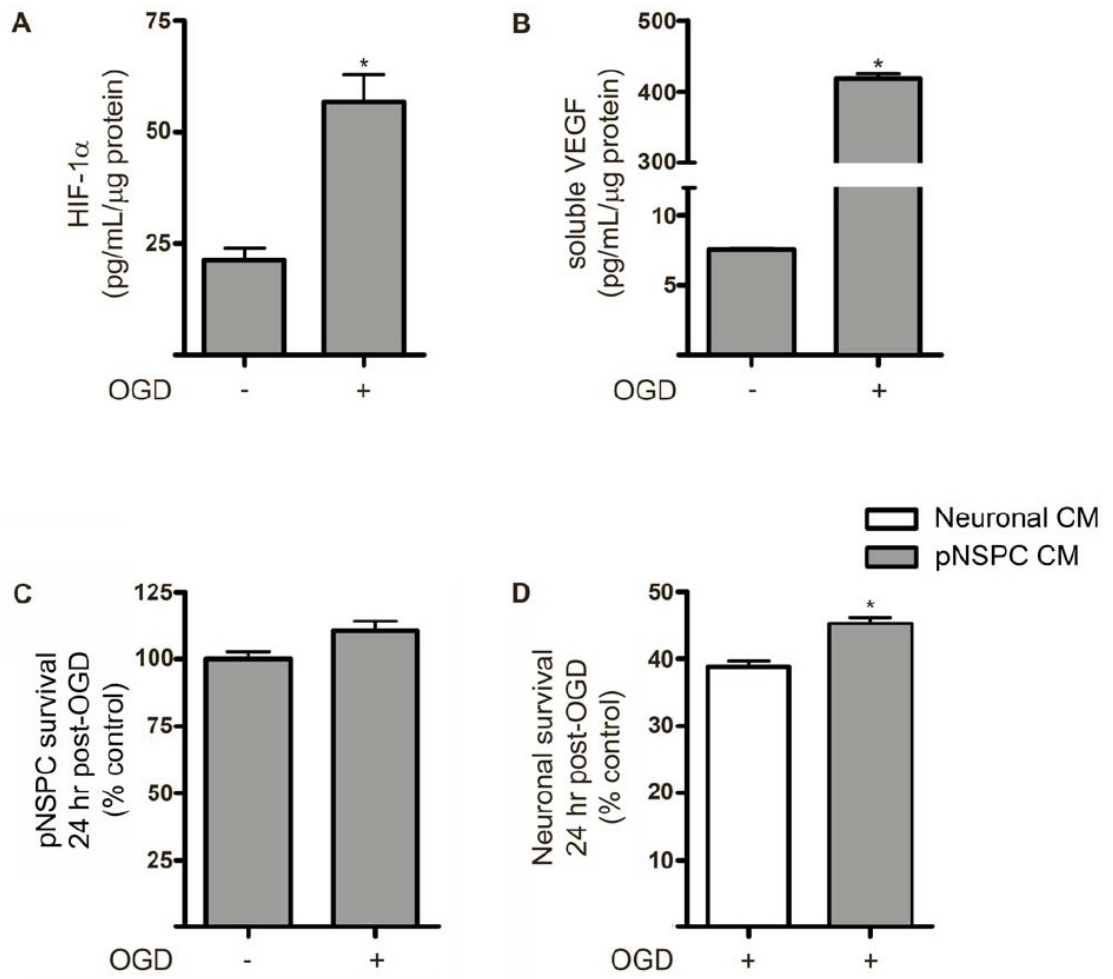 A
HIF-1α
(pg/mL/µg protein)
75
50
25
*
OGD - +
B
soluble VEGF
(pg/mL/µg protein)
500
400
300
10
5
*
OGD - +
Neuronal CM
pNSPC CM
C
pNSPC survival
24 hr post-OGD
(% control)
125
100
75
50
25
OGD - +
D
Neuronal survival
24 hr post-OGD
(% control)
50
40
30
20
10
*
OGD + +